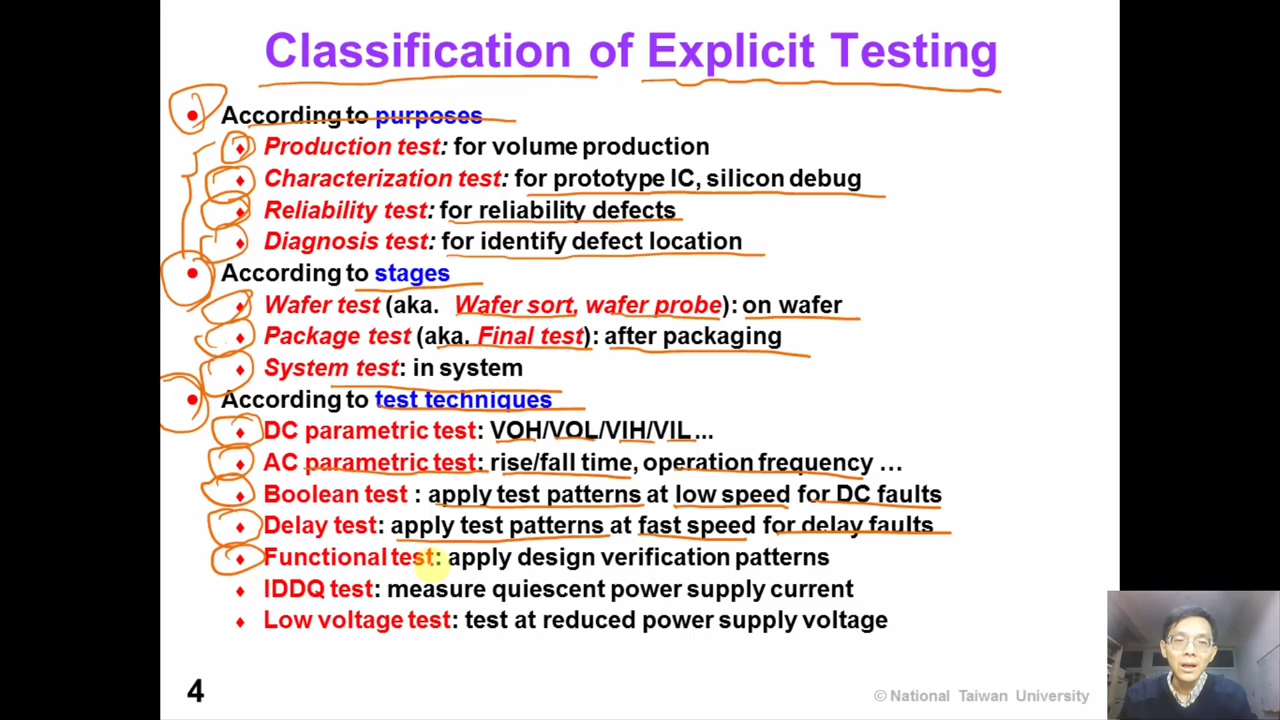 Classification of Explicit Testing
• According to purposes
♦ Production test: for volume production
♦ Characterization test: for prototype IC, silicon debug
♦ Reliability test: for reliability defects
♦ Diagnosis test: for identify defect location
• According to stages
♦ Wafer test (aka. Wafer sort, wafer probe): on wafer
♦ Package test (aka. Final test): after packaging
♦ System test: in system
• According to test techniques
♦ DC parametric test: VOH/VOL/VIH/VIL...
♦ AC parametric test: rise/fall time, operation frequency …
♦ Boolean test : apply test patterns at low speed for DC faults
♦ Delay test: apply test patterns at fast speed for delay faults
♦ Functional test: apply design verification patterns
♦ IDDQ test: measure quiescent power supply current
♦ Low voltage test: test at reduced power supply voltage
4
© National Taiwan University